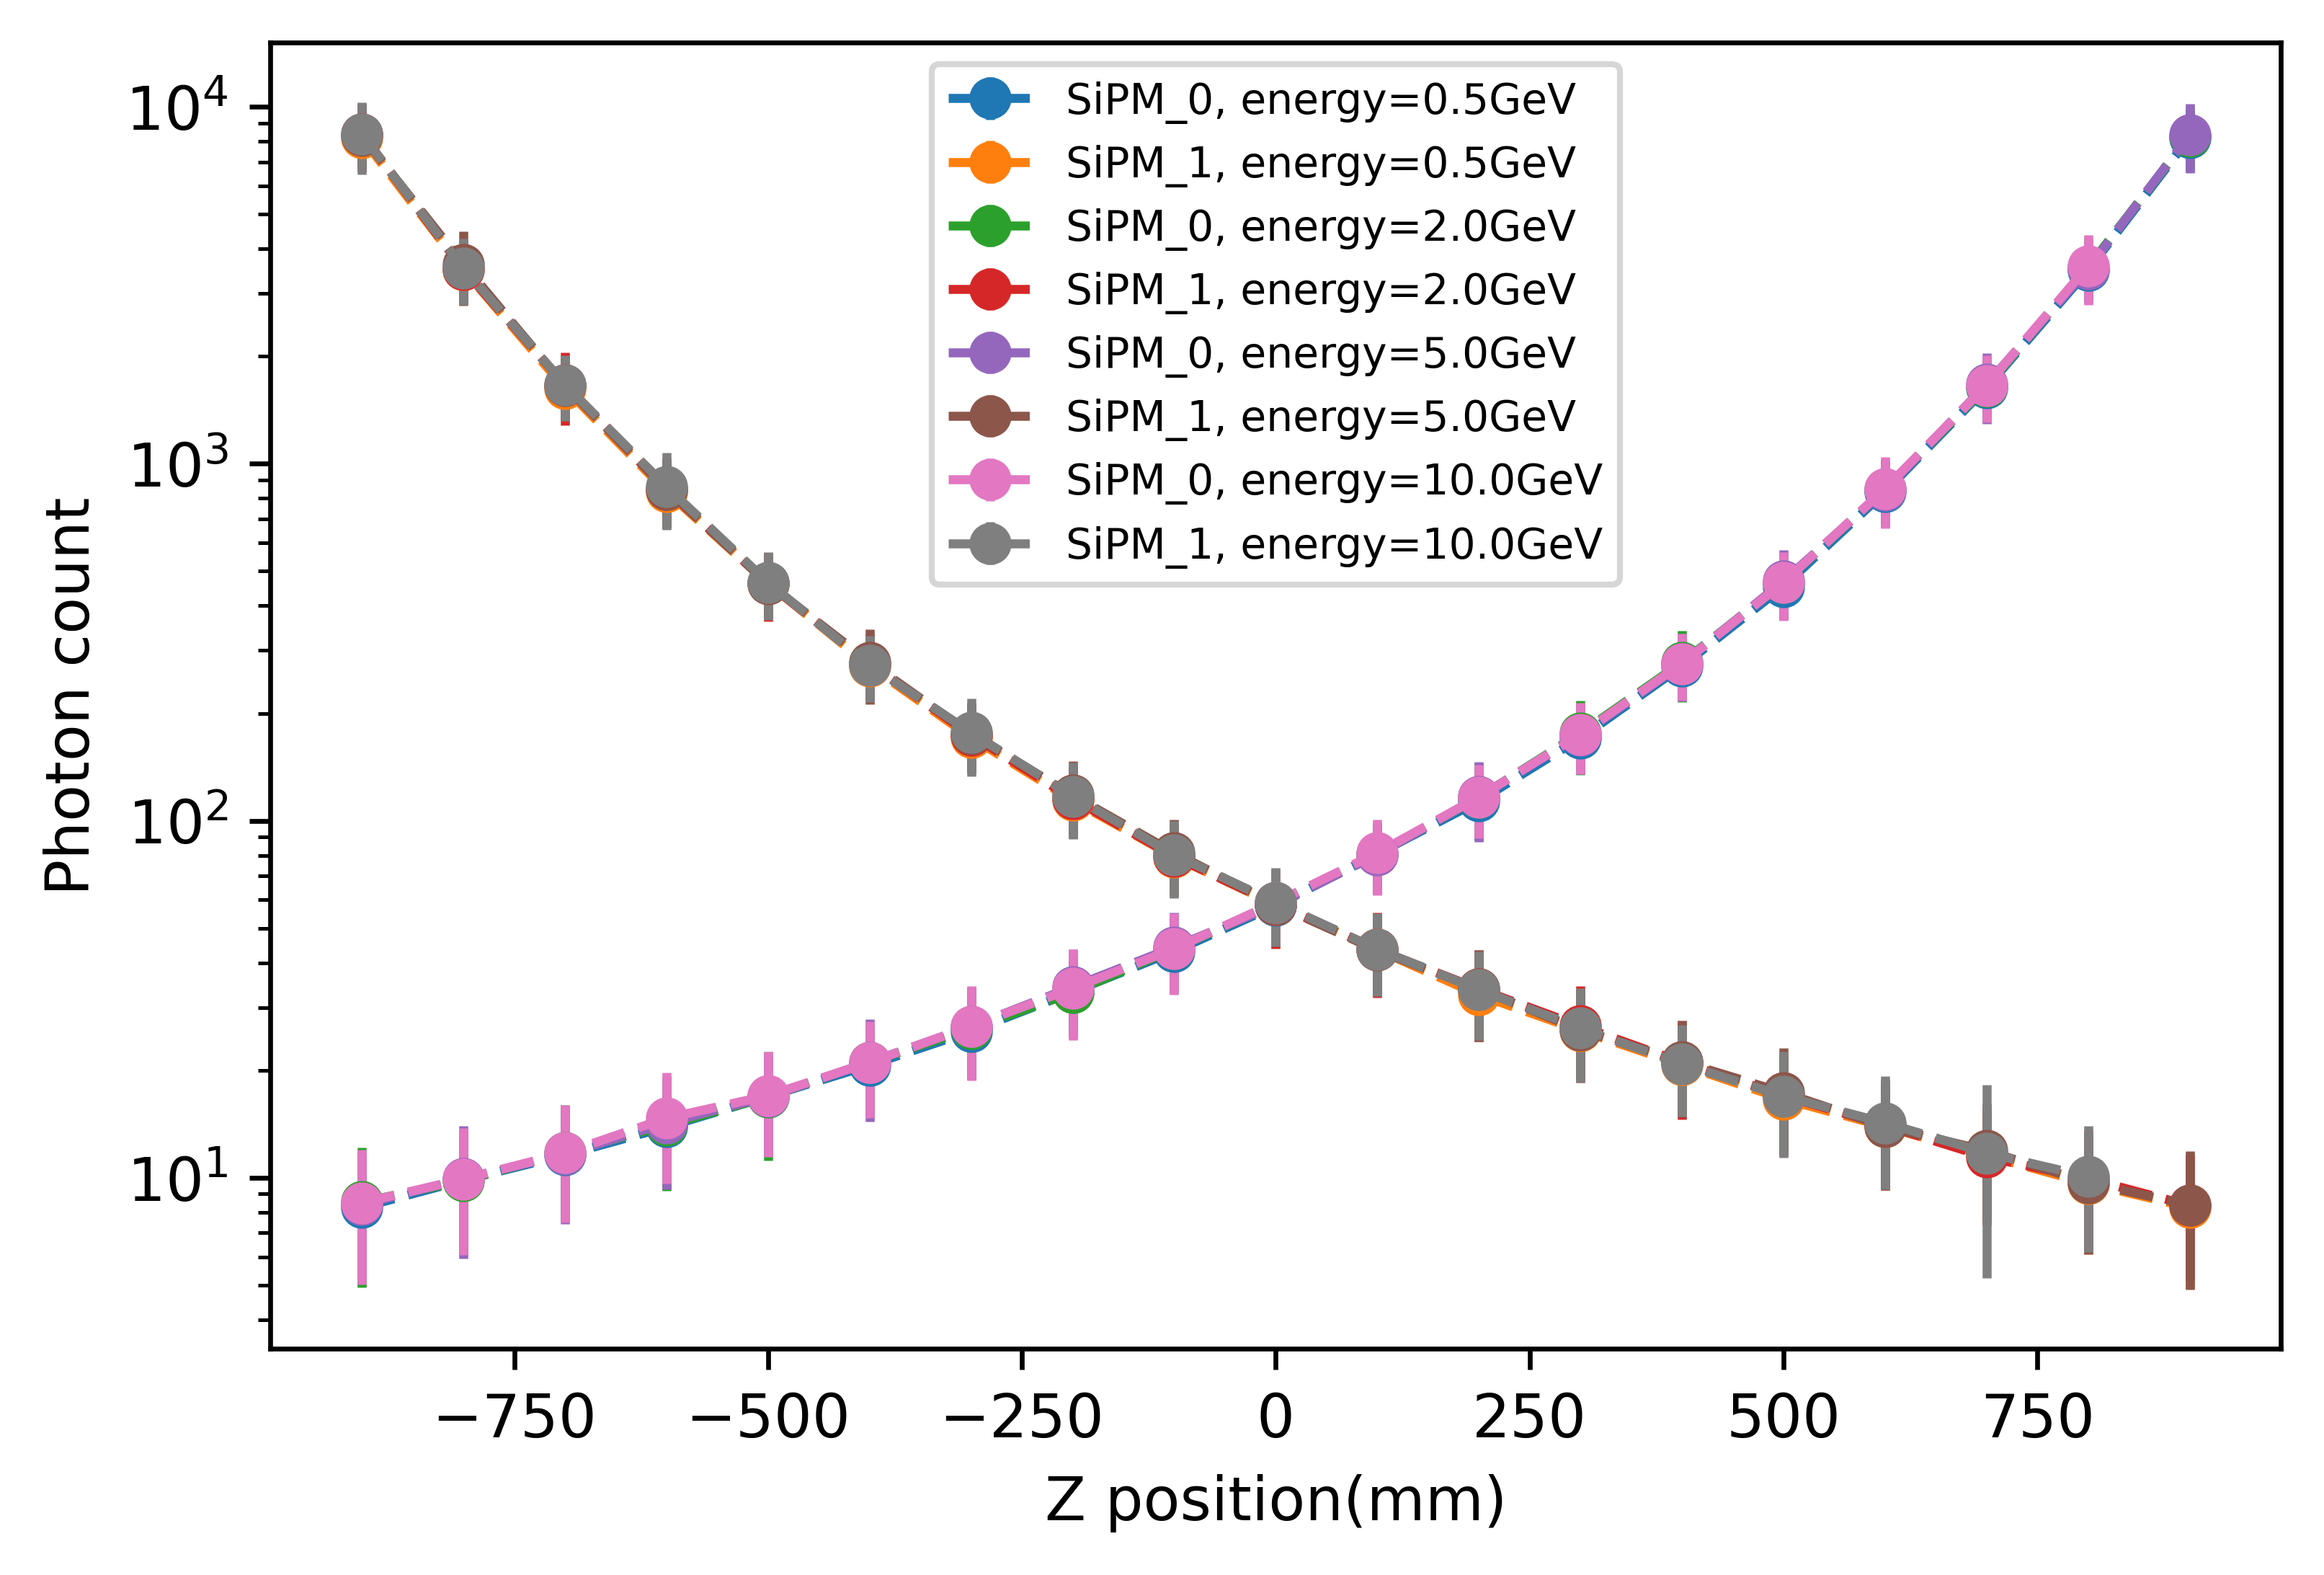 SiPM_0, energy=0.5GeV
SiPM_1, energy=0.5GeV
SiPM_0, energy=2.0GeV
SiPM_1, energy=2.0GeV
SiPM_0, energy=5.0GeV
SiPM_1, energy=5.0GeV
SiPM_0, energy=10.0GeV
SiPM_1, energy=10.0GeV
Photon count
10⁴
10³
10²
10¹
−750 −500 −250 0 250 500 750
Z position(mm)